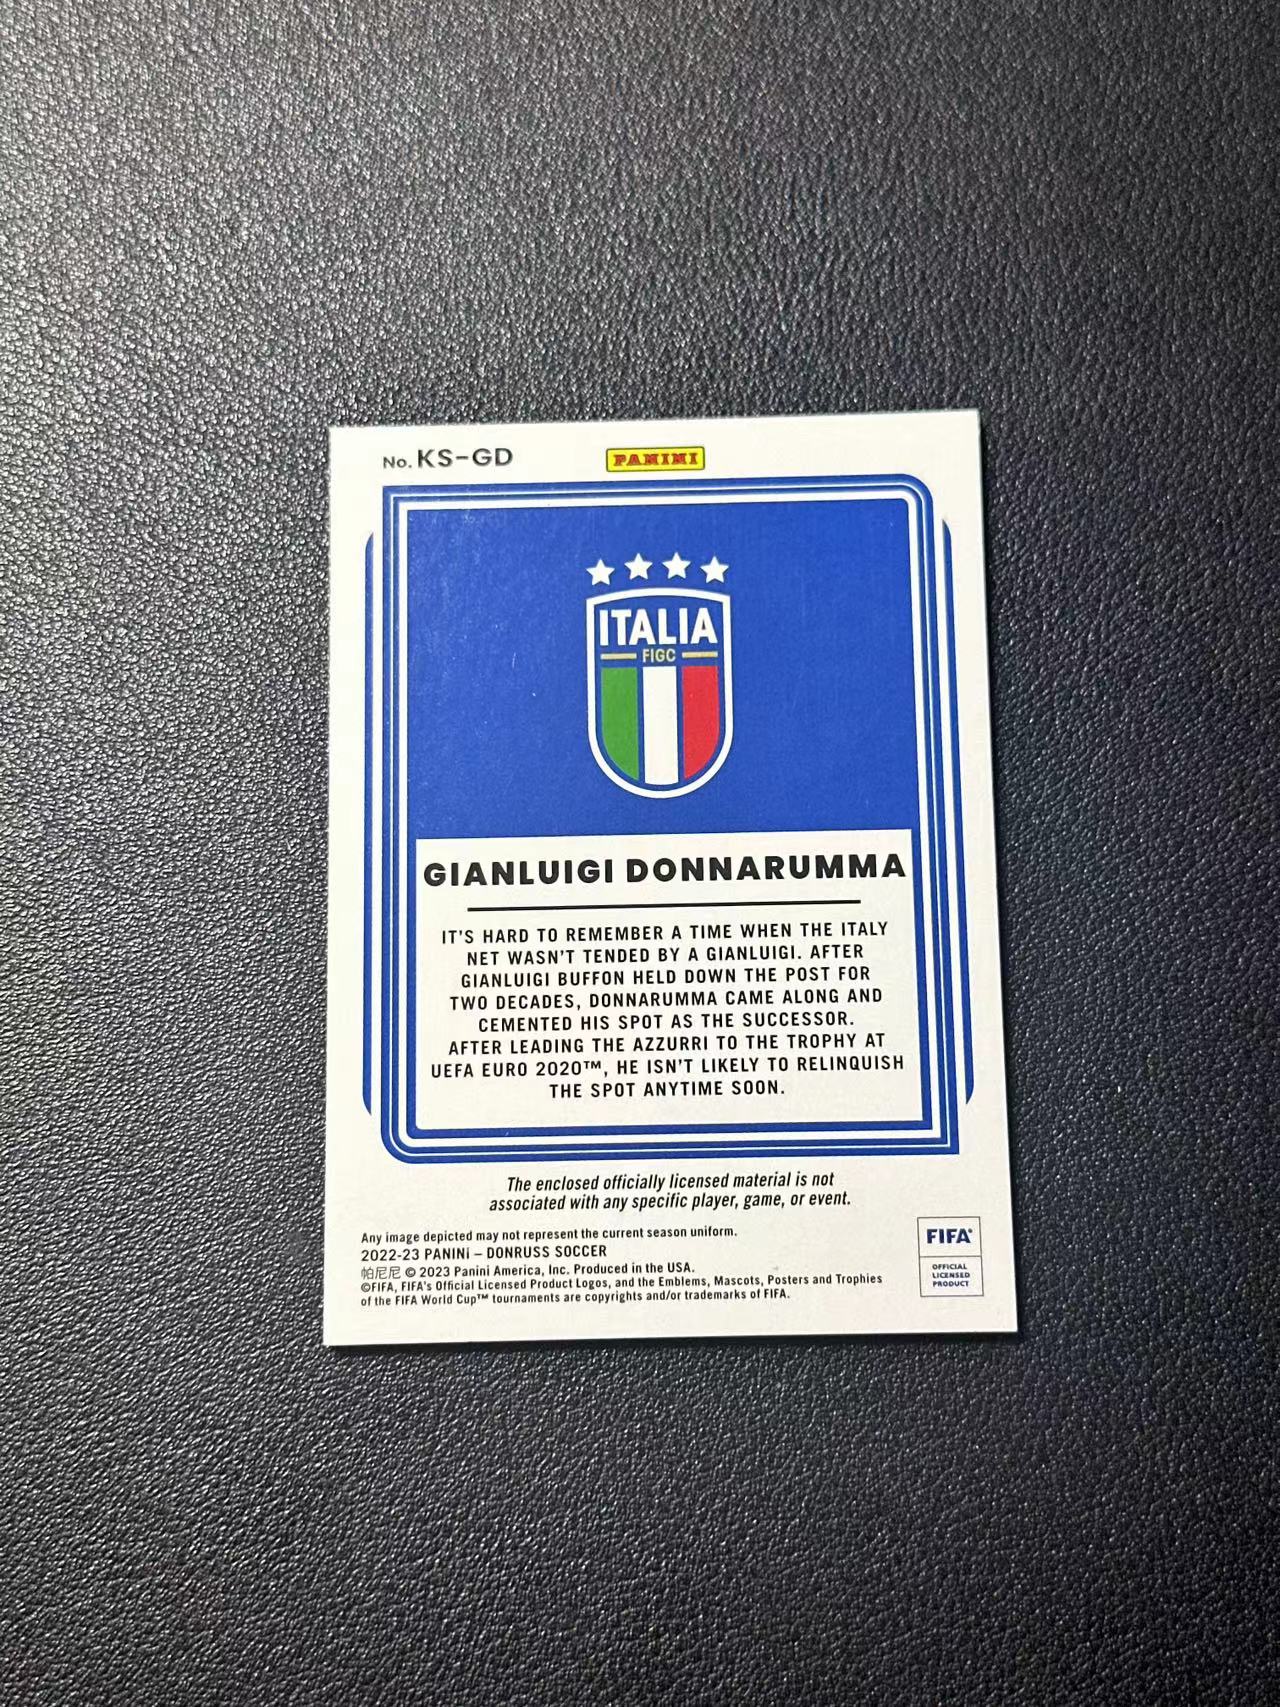 No. KS-GD
PANINI
ITALIA
FIGC
GIANLUIGI DONNARUMMA
IT'S HARD TO REMEMBER A TIME WHEN THE ITALY
NET WASN'T TENDED BY A GIANLUIGI. AFTER
GIANLUIGI BUFFON HELD DOWN THE POST FOR
TWO DECADES, DONNARUMMA CAME ALONG AND
CEMENTED HIS SPOT AS THE SUCCESSOR.
AFTER LEADING THE AZZURRI TO THE TROPHY AT
UEFA EURO 2020™, HE ISN'T LIKELY TO RELINQUISH
THE SPOT ANYTIME SOON.
The enclosed officially licensed material is not
associated with any specific player, game, or event.
Any image depicted may not represent the current season uniform.
2022-23 PANINI – DONRUSS SOCCER
帕尼尼 © 2023 Panini America, Inc. Produced in the USA.
©FIFA, FIFA's Official Licensed Product Logos, and the Emblems, Mascots, Posters and Trophies
of the FIFA World Cup™ tournaments are copyrights and/or trademarks of FIFA.
FIFA®
OFFICIAL
LICENSED
PRODUCT